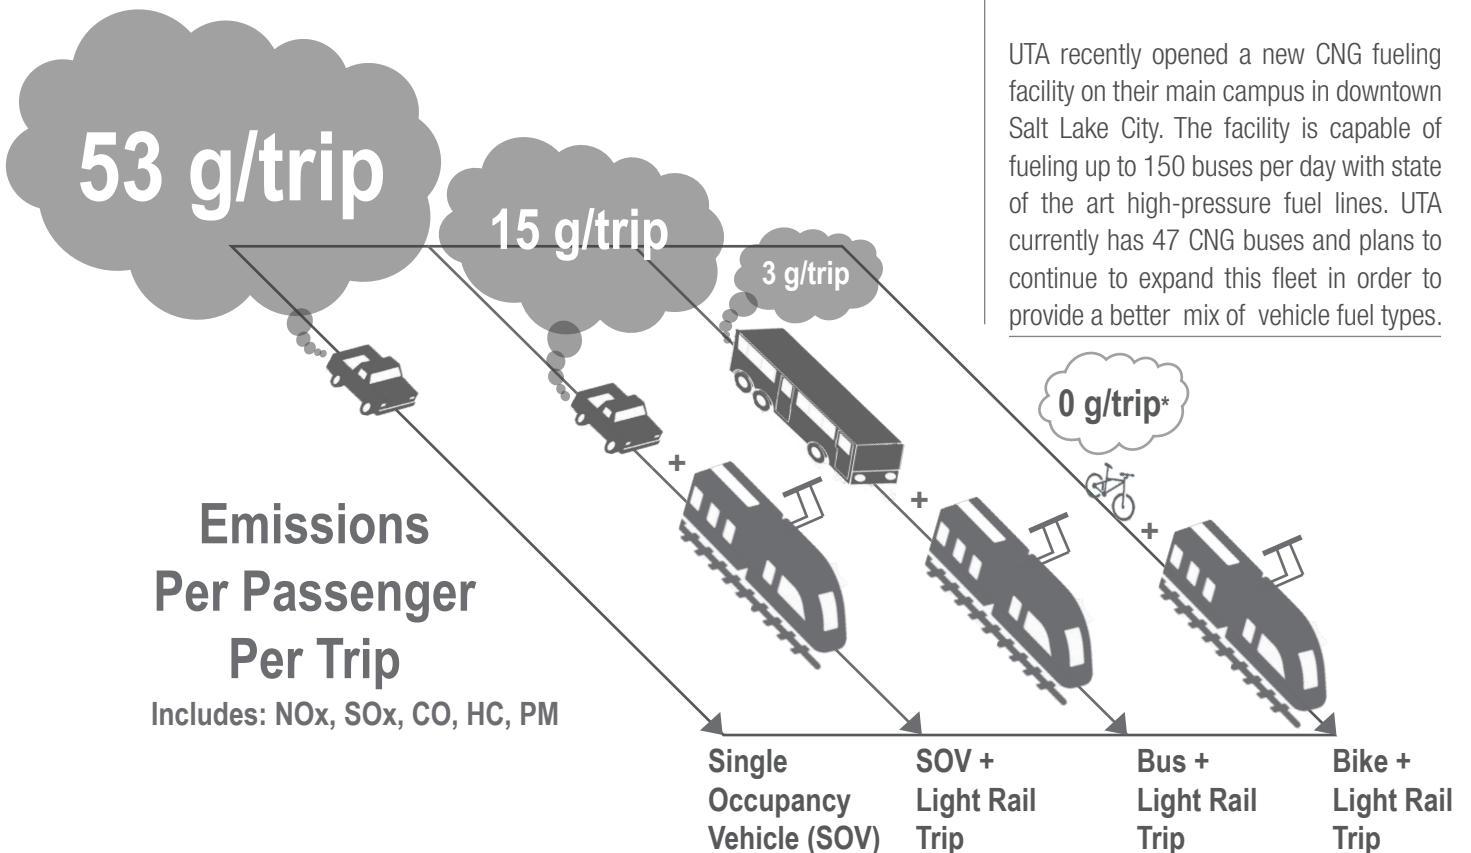 UTA recently opened a new CNG fueling
facility on their main campus in downtown
Salt Lake City. The facility is capable of
fueling up to 150 buses per day with state
of the art high-pressure fuel lines. UTA
currently has 47 CNG buses and plans to
continue to expand this fleet in order to
provide a better mix of vehicle fuel types.
53 g/trip
15 g/trip
3 g/trip
0 g/trip*
+
+
+
Emissions
Per Passenger
Per Trip
Includes: NOx, SOx, CO, HC, PM
Single
Occupancy
Vehicle (SOV)
SOV +
Light Rail
Trip
Bus +
Light Rail
Trip
Bike +
Light Rail
Trip